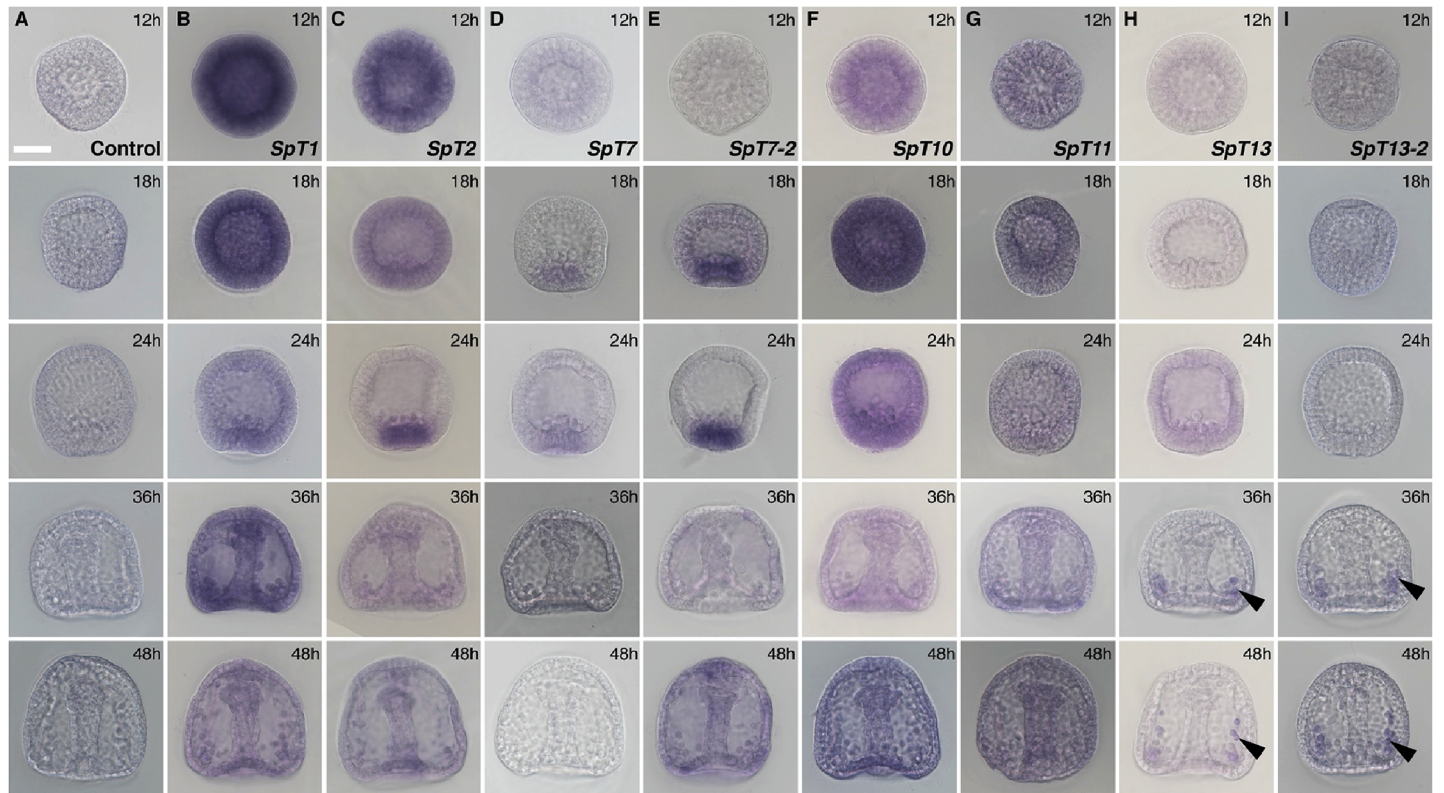 A 12h B 12h C 12h D 12h E 12h F 12h G 12h H 12h I 12h
Control SpT1 SpT2 SpT7 SpT7-2 SpT10 SpT11 SpT13 SpT13-2
18h 18h 18h 18h 18h 18h 18h 18h 18h
24h 24h 24h 24h 24h 24h 24h 24h 24h
36h 36h 36h 36h 36h 36h 36h 36h 36h
48h 48h 48h 48h 48h 48h 48h 48h 48h